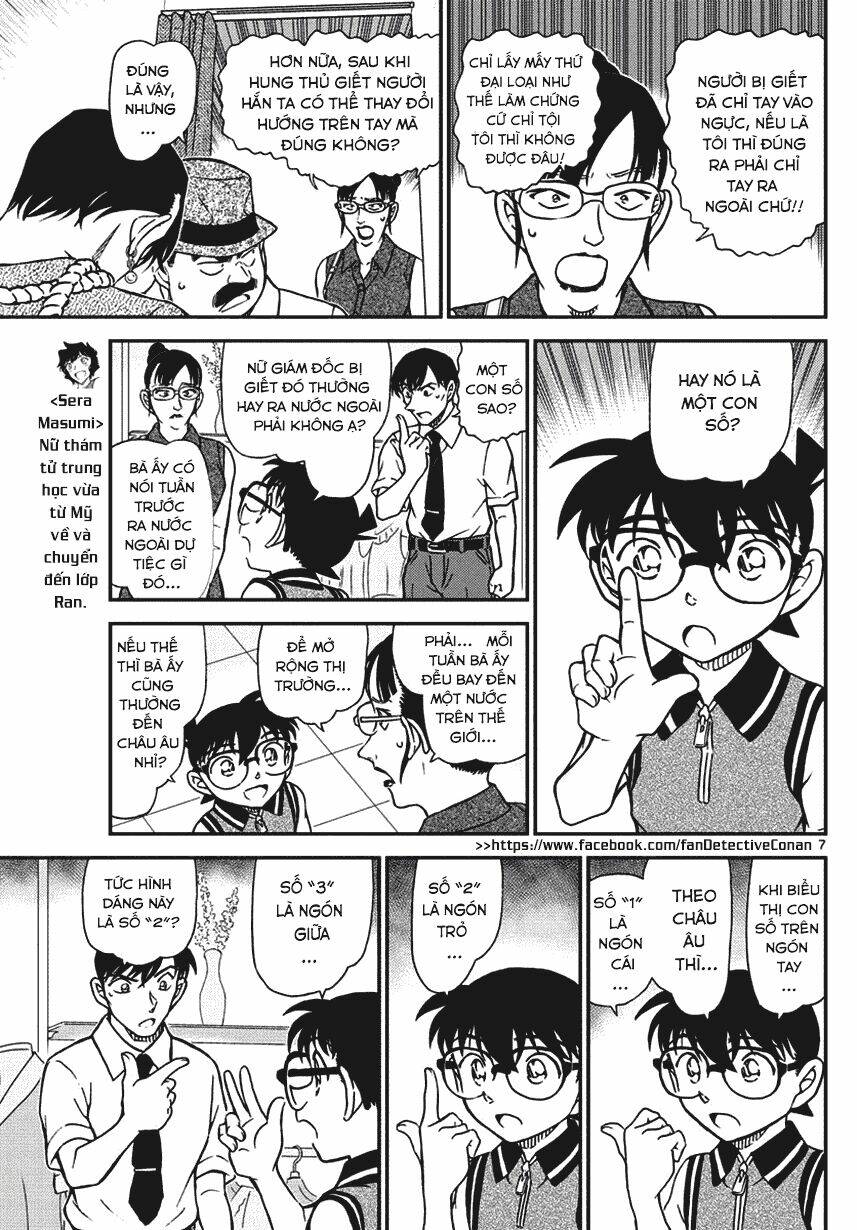 NGƯỜI BỊ GIẾT
ĐÃ CHỈ TAY VÀO
NGỰC, NẾU LÀ
TÔI THÌ ĐÚNG
RA PHẢI CHỈ
TAY RA
NGOÀI CHỨ!!
CHỈ LẤY MẤY THỨ
ĐẠI LOẠI NHƯ
THẾ LÀM CHỨNG
CỨ CHỈ TỘI
TÔI THÌ KHÔNG
ĐƯỢC ĐÂU!
HƠN NỮA, SAU KHI
HUNG THỦ GIẾT NGƯỜI
HẮN TA CÓ THỂ THAY ĐỔI
HƯỚNG TRÊN TAY MÀ
ĐÚNG KHÔNG?
ĐÚNG
LÀ VẬY,
NHƯNG
...
HAY NÓ LÀ
MỘT CON
SỐ?
MỘT
CON SỐ
SAO?
NỮ GIÁM ĐỐC BỊ
GIẾT ĐÓ THƯỜNG
HAY RA NƯỚC NGOÀI
PHẢI KHÔNG Ạ?
BÀ ẤY CÓ
NÓI TUẦN
TRƯỚC
RA NƯỚC
NGOÀI DỰ
TIỆC GÌ
ĐÓ...
<Sera
Masumi>
Nữ thám
tử trung
học vừa
từ Mỹ
về và
chuyển
đến lớp
Ran.
PHẢI... MỖI
TUẦN BÀ ẤY
ĐỀU BAY ĐẾN
MỘT NƯỚC
TRÊN THẾ
GIỚI...
ĐỂ MỞ
RỘNG THỊ
TRƯỜNG...
NẾU THẾ
THÌ BÀ ẤY
CŨNG
THƯỜNG
ĐẾN
CHÂU ÂU
NHỈ?
>>https://www.facebook.com/fanDetectiveConan 7
KHI BIỂU
THỊ CON
SỐ TRÊN
NGÓN
TAY ...
THEO
CHÂU
ÂU
THÌ...
SỐ "1"
LÀ
NGÓN
CÁI
...
SỐ "2"
LÀ NGÓN
TRỎ
...
SỐ "3"
LÀ NGÓN
GIỮA
...
TỨC HÌNH
DÁNG NÀY
LÀ SỐ "2"?